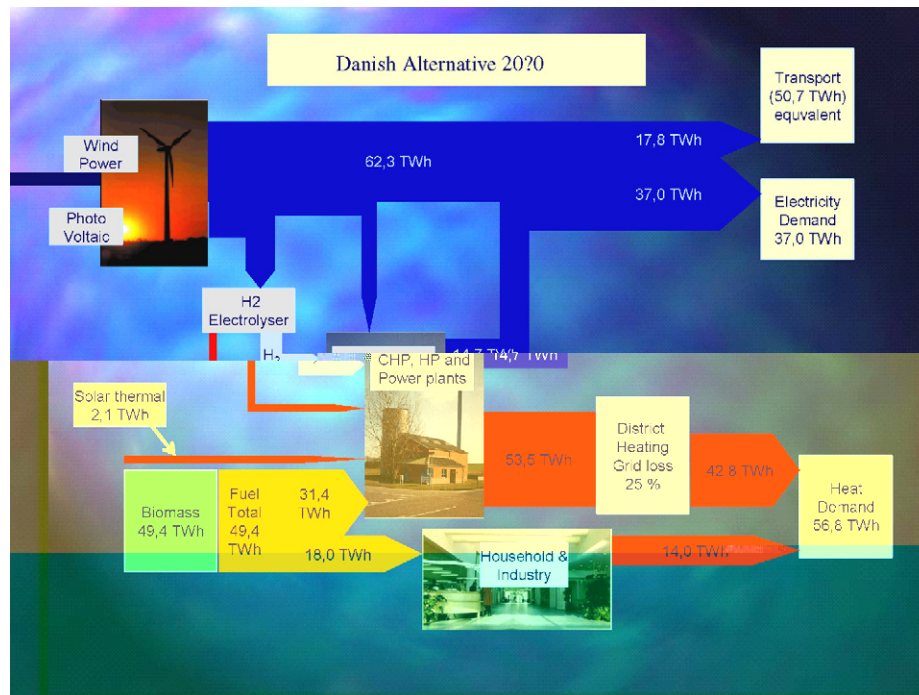 Danish Alternative 20?0
Transport
(50,7 TWh)
equvalent
Wind
Power
62,3 TWh
17,8 TWh
37,0 TWh
Photo
Voltaic
Electricity
Demand
37,0 TWh
H2
Electrolyser
H2
14,7 TWh
CHP, HP and
Power plants
Solar thermal
2,1 TWh
53,5 TWh
District
Heating
Grid loss
25 %
42,8 TWh
Heat
Demand
56,8 TWh
Biomass
49,4 TWh
Fuel
Total
49,4
TWh
31,4
TWh
18,0 TWh
Household &
Industry
14,0 TWh